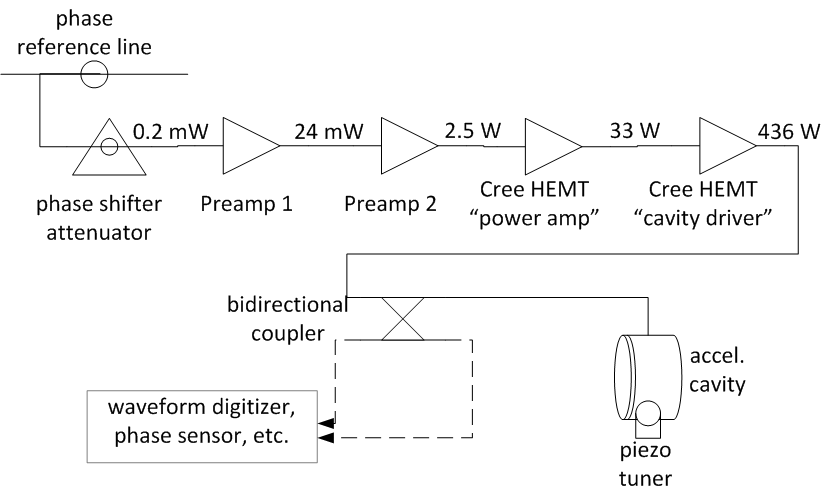 phase
reference line
0.2 mW
24 mW
2.5 W
33 W
436 W
phase shifter
attenuator
Preamp 1
Preamp 2
Cree HEMT
“power amp”
Cree HEMT
“cavity driver”
bidirectional
coupler
accel.
cavity
waveform digitizer,
phase sensor, etc.
piezo
tuner